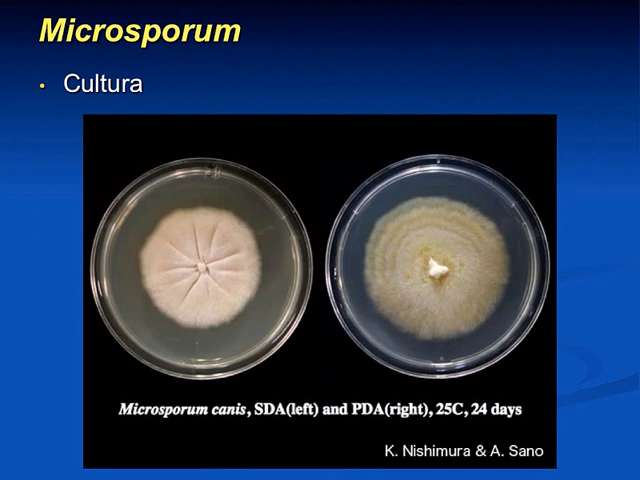 Microsporum
• Cultura
Microsporum canis, SDA(left) and PDA(right), 25C, 24 days
K. Nishimura & A. Sano